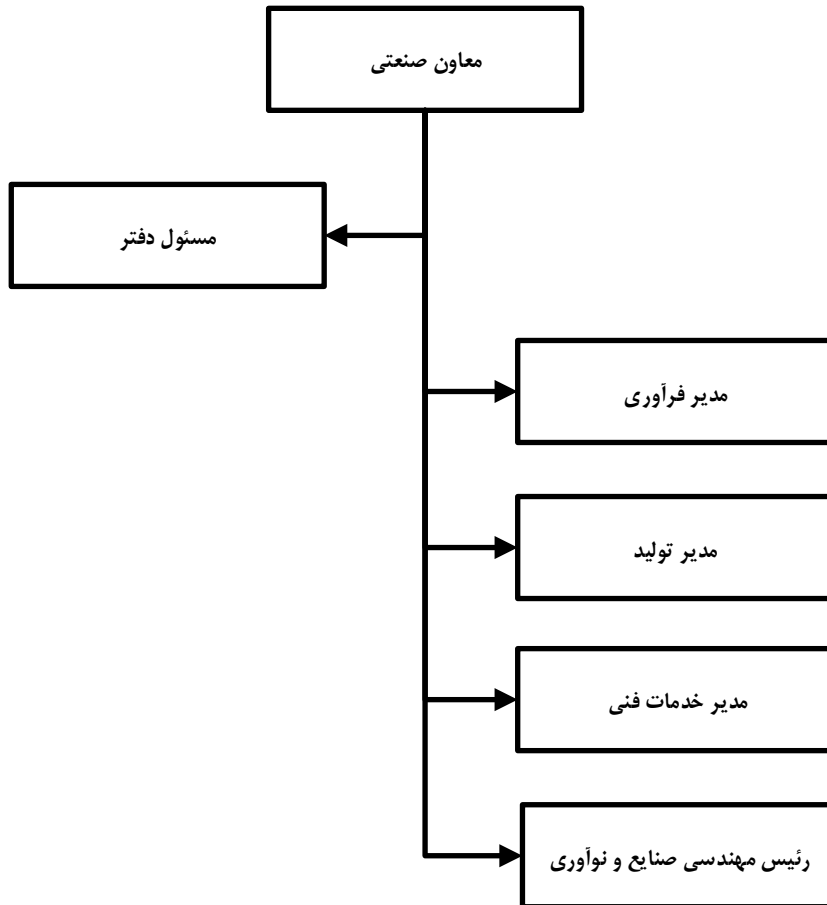 معاون صنعتی
مسئول دفتر
مدیر فرآوری
مدیر تولید
مدیر خدمات فنی
رئیس مهندسی صنایع و نوآوری